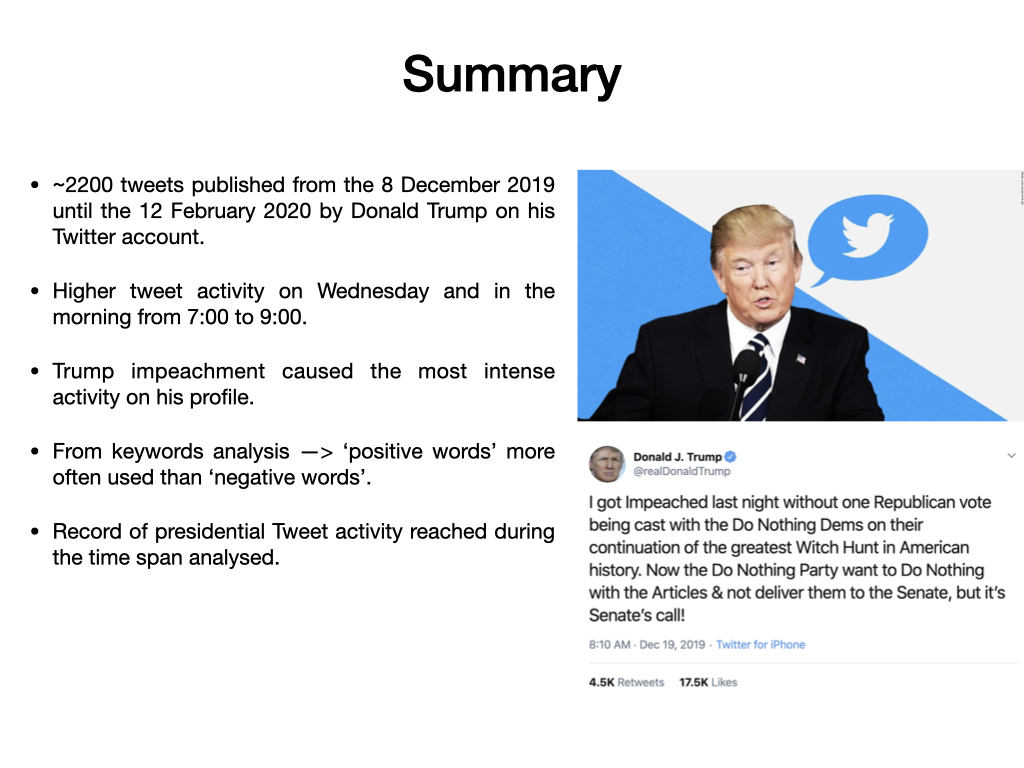 Summary
• ~2200 tweets published from the 8 December 2019
until the 12 February 2020 by Donald Trump on his
Twitter account.
• Higher tweet activity on Wednesday and in the
morning from 7:00 to 9:00.
• Trump impeachment caused the most intense
activity on his profile.
• From keywords analysis —> ‘positive words’ more
often used than ‘negative words’.
• Record of presidential Tweet activity reached during
the time span analysed.
Donald J. Trump
@realDonaldTrump
I got Impeached last night without one Republican vote
being cast with the Do Nothing Dems on their
continuation of the greatest Witch Hunt in American
history. Now the Do Nothing Party want to Do Nothing
with the Articles & not deliver them to the Senate, but it’s
Senate’s call!
8:10 AM · Dec 19, 2019 · Twitter for iPhone
4.5K Retweets 17.5K Likes